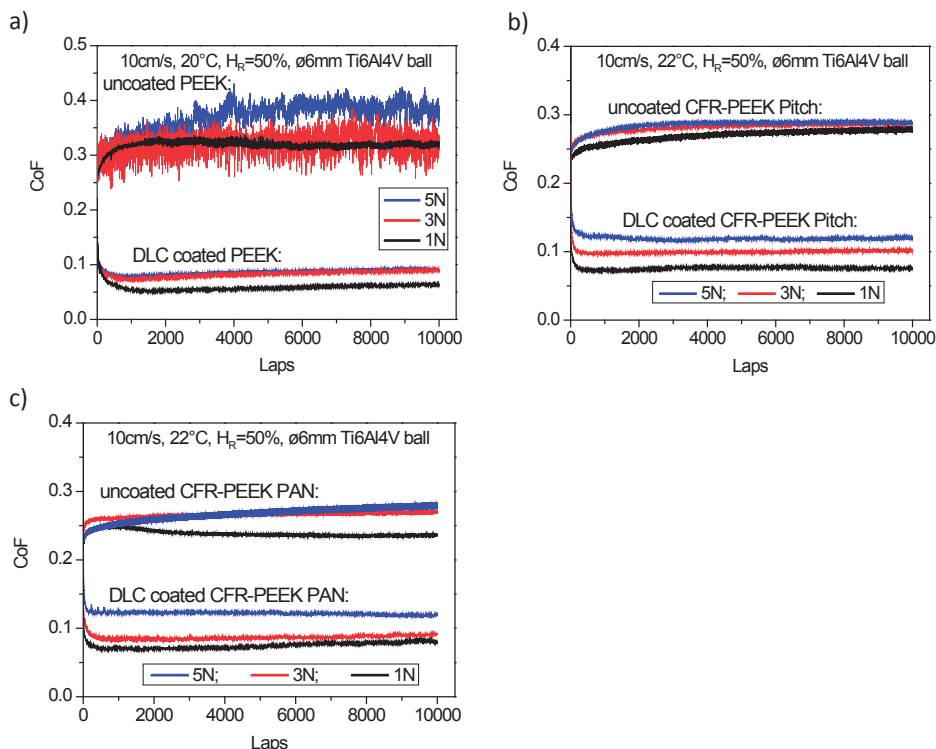 a)
10cm/s, 20°C, HR=50%, ø6mm Ti6Al4V ball
uncoated PEEK:
DLC coated PEEK:
5N
3N
1N
CoF
0.5
0.4
0.3
0.2
0.1
0.0
0 2000 4000 6000 8000 10000
Laps
b)
10cm/s, 22°C, HR=50%, ø6mm Ti6Al4V ball
uncoated CFR-PEEK Pitch:
DLC coated CFR-PEEK Pitch:
5N; 3N; 1N
CoF
0.4
0.3
0.2
0.1
0.0
0 2000 4000 6000 8000 10000
Laps
c)
10cm/s, 22°C, HR=50%, ø6mm Ti6Al4V ball
uncoated CFR-PEEK PAN:
DLC coated CFR-PEEK PAN:
5N; 3N; 1N
CoF
0.4
0.3
0.2
0.1
0.0
0 2000 4000 6000 8000 10000
Laps